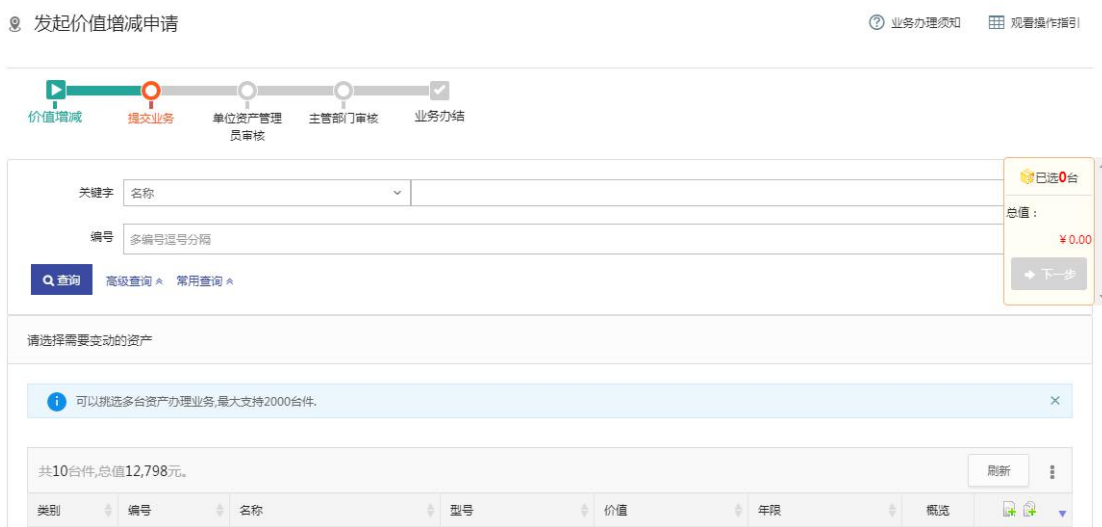 发起价值增减申请
业务办理须知
观看操作指引
价值增减
提交业务
单位资产管理
员审核
主管部门审核
业务办结
关键字
名称
编号
多编号逗号分隔
查询
高级查询
常用查询
已选0台
总值：
¥0.00
下一步
请选择需要变动的资产
可以挑选多台资产办理业务,最大支持2000台件.
共10台件,总值12,798元。
刷新
类别 编号 名称 型号 价值 年限 概览